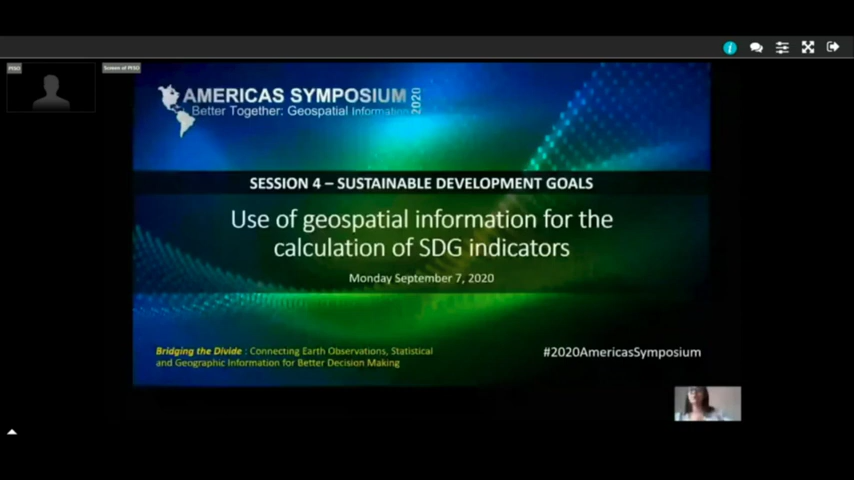 AMERICAS SYMPOSIUM 2020
Better Together: Geospatial Information
SESSION 4 – SUSTAINABLE DEVELOPMENT GOALS
Use of geospatial information for the
calculation of SDG indicators
Monday September 7, 2020
Bridging the Divide : Connecting Earth Observations, Statistical
and Geographic Information for Better Decision Making
#2020AmericasSymposium